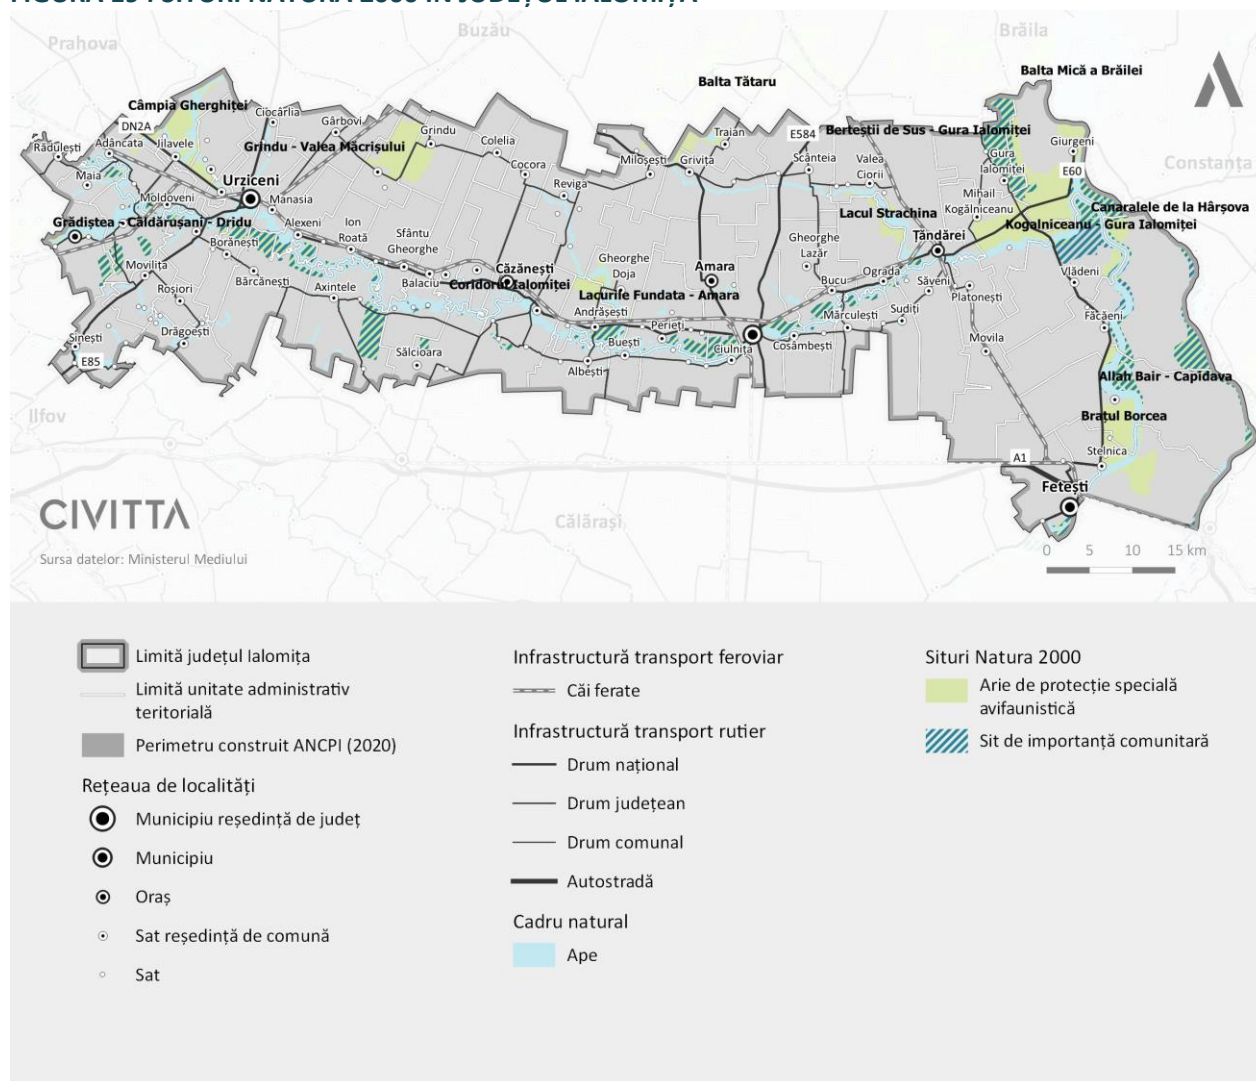 Prahova
Buzău
Brăila
Balta Mică a Brăilei
Balta Tătaru
Câmpia Gherghiței
Ciocârlia
DN2A
Gârbovi
Grindu
Traian
E584
Berteștii de Sus - Gura Ialomiței
Rădulești
Adâncata
Jilavele
Grindu - Valea Măcrișului
Colelia
Giurgeni
Cocora
Miloșești
Grivița
Scânteia
Valea
Ciorii
Gura
Ialomiței
Constanța
Maia
Urziceni
Reviga
E60
Moldoveni
Manasia
Mihail
Kogălniceanu
Canaralele de la Hârșova
Grădiștea - Căldărușani - Dridu
Alexeni
Ion
Roată
Sfântu
Gheorghe
Lacul Strachina
Kogalniceanu - Gura Ialomiței
Borănești
Gheorghe
Lazăr
Țăndărei
Movilița
Bărcănești
Balaciu
Căzănești
Gheorghe
Doja
Amara
Ograda
Vlădeni
Roșiori
Axintele
Coridorul Ialomiței
Lacurile Fundata - Amara
Bucu
Săveni
Platonești
Andrășești
Perieți
Mărculești
Sudiți
Făcăeni
Sinești
Drăgoești
Buești
Ciulnița
Cosâmbești
Movila
E85
Sălcioara
Albești
Allah Bair - Capidava
Ilfov
Brațul Borcea
A1
Stelnica
Fetești
CIVITTA
Călărași
Sursa datelor: Ministerul Mediului
0 5 10 15 km
Limită județul Ialomița
Limită unitate administrativ
teritorială
Perimetru construit ANCPI (2020)
Rețeaua de localități
Municipiu reședință de județ
Municipiu
Oraș
Sat reședință de comună
Sat
Infrastructură transport feroviar
Căi ferate
Infrastructură transport rutier
Drum național
Drum județean
Drum comunal
Autostradă
Cadru natural
Ape
Situri Natura 2000
Arie de protecție specială
avifaunistică
Sit de importanță comunitară